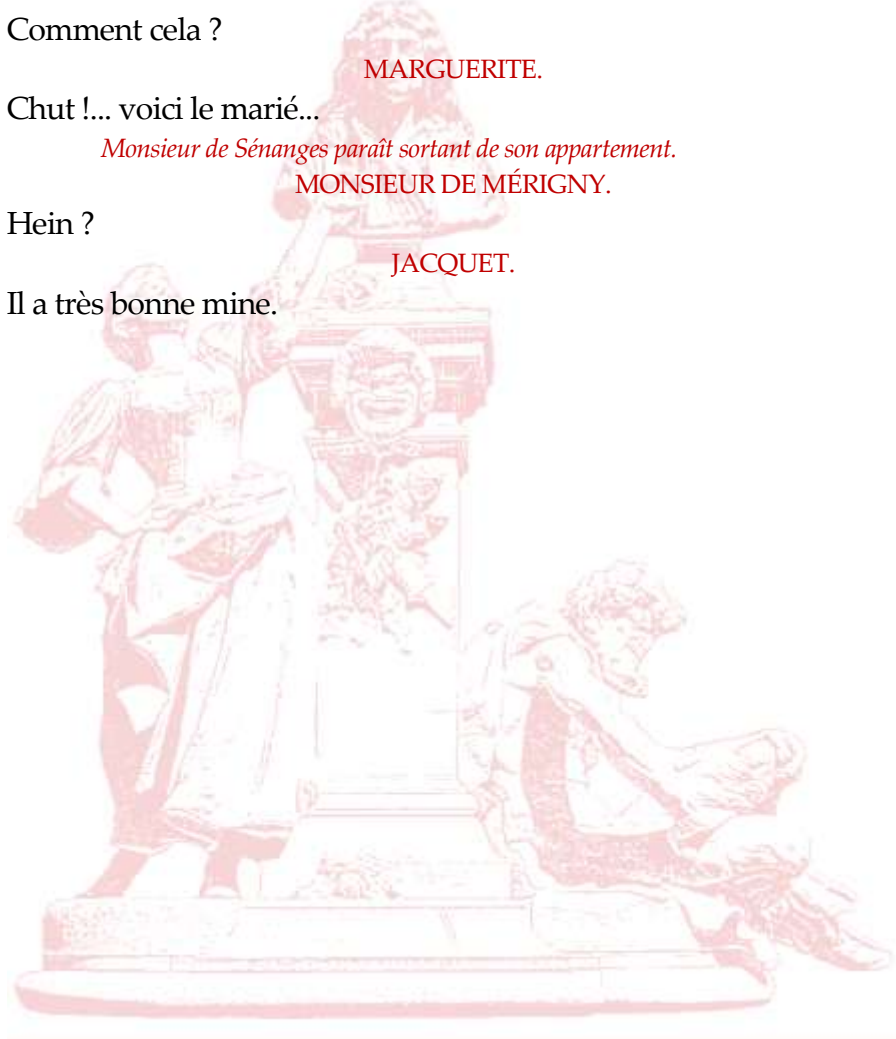 Comment cela ?
MARGUERITE.
Chut !... voici le marié...
Monsieur de Sénanges paraît sortant de son appartement.
MONSIEUR DE MÉRIGNY.
Hein ?
JACQUET.
Il a très bonne mine.